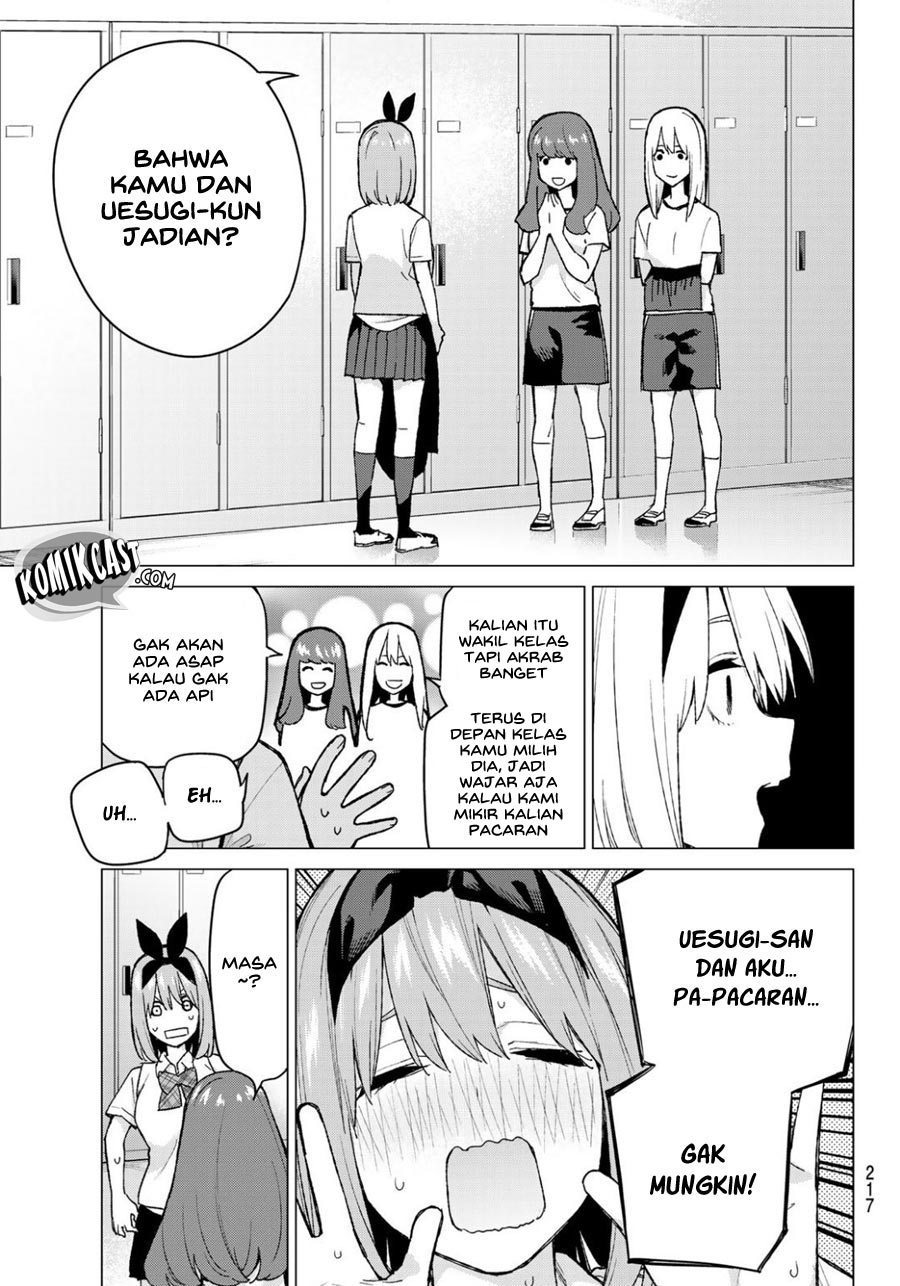 BAHWA
KAMU DAN
UESUGI-KUN
JADIAN?
KOMIKCAST
.COM
KALIAN ITU
WAKIL KELAS
TAPI AKRAB
BANGET
TERUS DI
DEPAN KELAS
KAMU MILIH
DIA, JADI
WAJAR AJA
KALAU KAMI
MIKIR KALIAN
PACARAN
GAK AKAN
ADA ASAP
KALAU GAK
ADA API
EH...
UH...
UESUGI-SAN
DAN AKU...
PA-PACARAN...
GAK
MUNGKIN!
MASA
~?
217